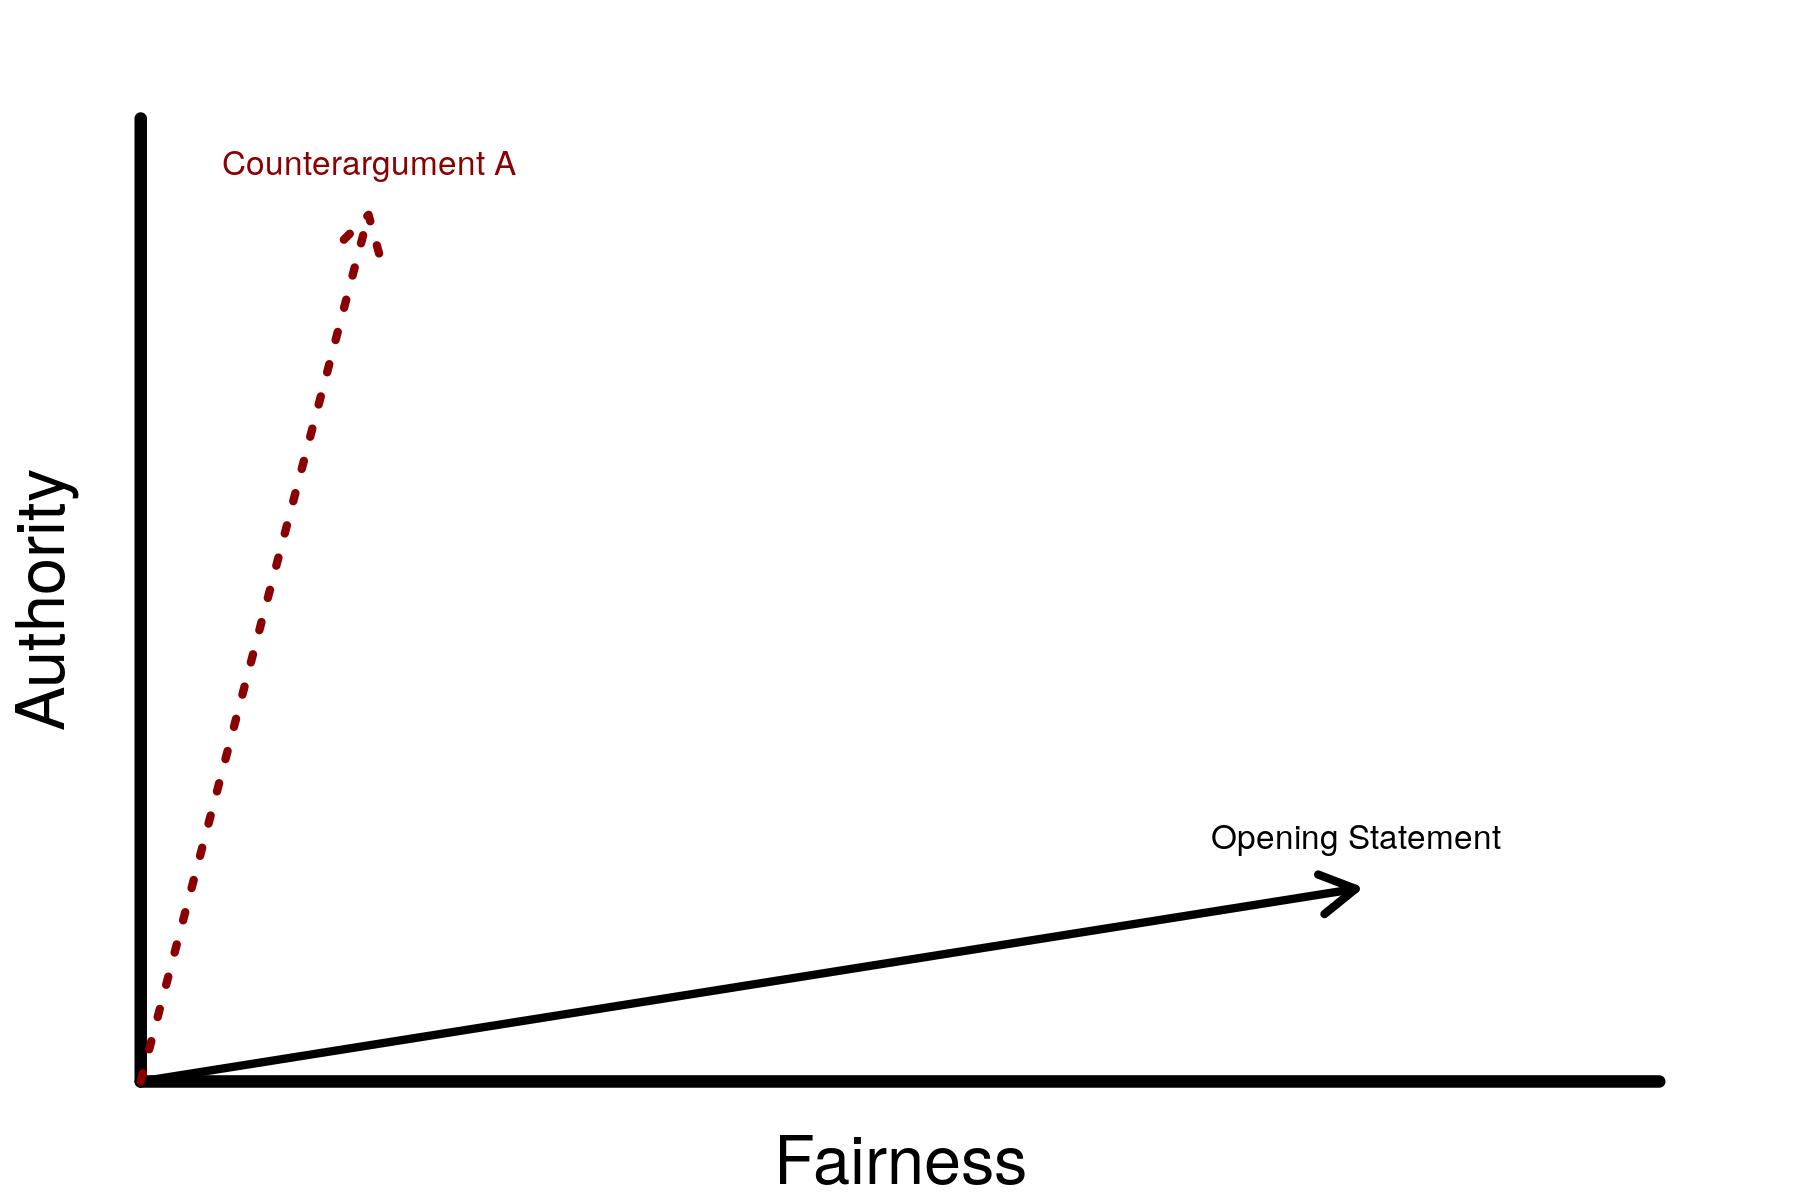 Counterargument A
Authority
Opening Statement
Fairness